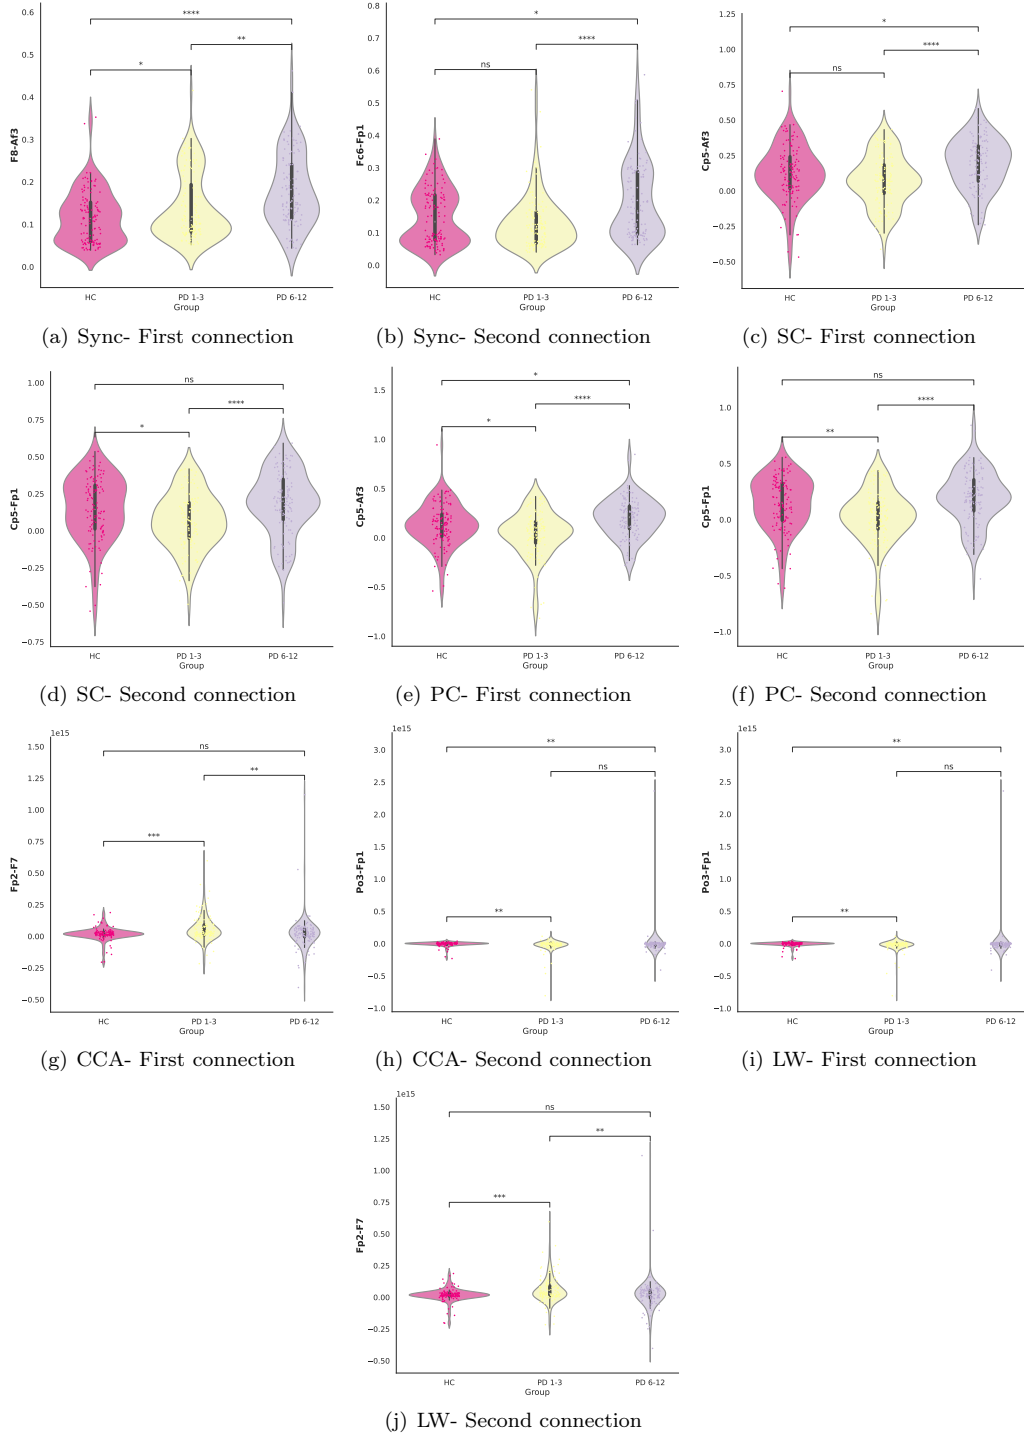 ****
**
*
0.6
0.5
0.4
0.3
0.2
0.1
0.0
F8-Af3
HC PD 1-3 PD 6-12
Group
(a) Sync- First connection
*
****
ns
0.8
0.7
0.6
0.5
0.4
0.3
0.2
0.1
0.0
Fc6-Fp1
HC PD 1-3 PD 6-12
Group
(b) Sync- Second connection
*
****
ns
1.25
1.00
0.75
0.50
0.25
0.00
−0.25
−0.50
Cp5-Af3
HC PD 1-3 PD 6-12
Group
(c) SC- First connection
ns
****
*
1.00
0.75
0.50
0.25
0.00
−0.25
−0.50
−0.75
Cp5-Fp1
HC PD 1-3 PD 6-12
Group
(d) SC- Second connection
*
****
*
1.5
1.0
0.5
0.0
−0.5
−1.0
Cp5-Af3
HC PD 1-3 PD 6-12
Group
(e) PC- First connection
ns
****
**
1.0
0.5
0.0
−0.5
−1.0
Cp5-Fp1
HC PD 1-3 PD 6-12
Group
(f) PC- Second connection
1e15
ns
**
***
1.50
1.25
1.00
0.75
0.50
0.25
0.00
−0.25
−0.50
Fp2-F7
HC PD 1-3 PD 6-12
Group
(g) CCA- First connection
1e15
**
ns
**
3.0
2.5
2.0
1.5
1.0
0.5
0.0
−0.5
−1.0
Po3-Fp1
HC PD 1-3 PD 6-12
Group
(h) CCA- Second connection
1e15
**
ns
**
3.0
2.5
2.0
1.5
1.0
0.5
0.0
−0.5
−1.0
Po3-Fp1
HC PD 1-3 PD 6-12
Group
(i) LW- First connection
1e15
ns
**
***
1.50
1.25
1.00
0.75
0.50
0.25
0.00
−0.25
−0.50
Fp2-F7
HC PD 1-3 PD 6-12
Group
(j) LW- Second connection